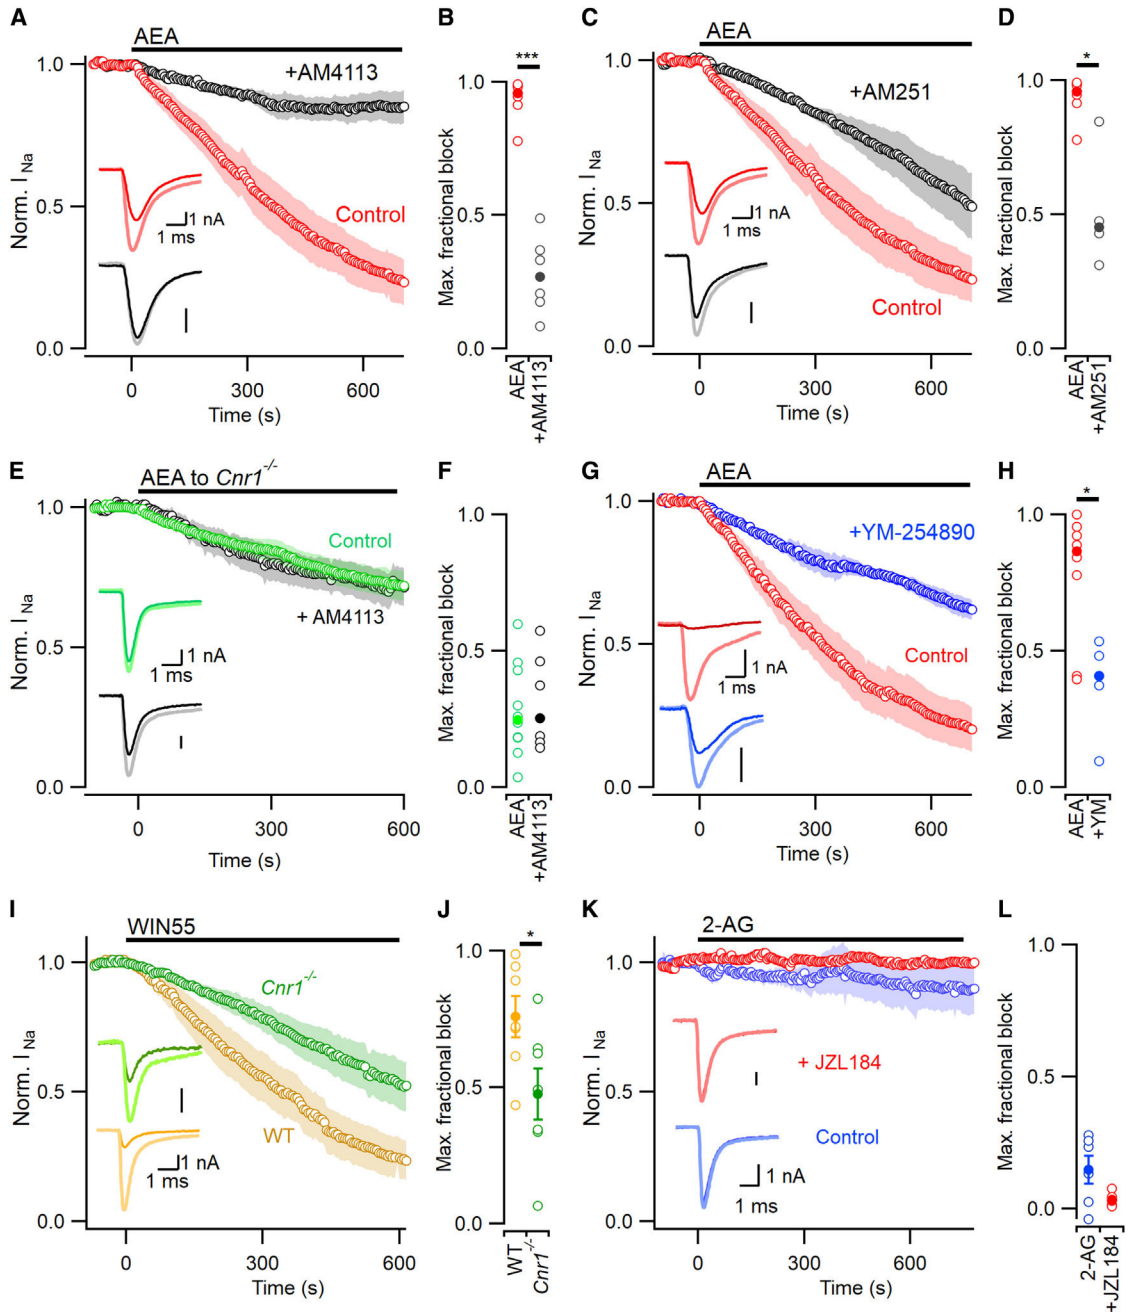 A
AEA
1.0
0.5
0.0
Norm. I Na
+AM4113
Control
1 nA
1 ms
0
300
600
Time (s)
B
***
1.0
0.5
0.0
Max. fractional block
AEA
+AM4113
C
AEA
1.0
0.5
0.0
Norm. I Na
+AM251
Control
1 nA
1 ms
0
300
600
Time (s)
D
*
1.0
0.5
0.0
Max. fractional block
AEA
+AM251
E
AEA to Cnr1-/-
1.0
0.5
0.0
Norm. I Na
Control
+ AM4113
1 nA
1 ms
0
300
600
Time (s)
F
1.0
0.5
0.0
Max. fractional block
AEA
+AM4113
G
AEA
1.0
0.5
0.0
Norm. I Na
+YM-254890
Control
1 nA
1 ms
0
300
600
Time (s)
H
*
1.0
0.5
0.0
Max. fractional block
AEA
+YM
I
WIN55
1.0
0.5
0.0
Norm. I Na
Cnr1-/-
WT
1 nA
1 ms
0
300
600
Time (s)
J
*
1.0
0.5
0.0
Max. fractional block
WT
Cnr1-/-
K
2-AG
1.0
0.5
0.0
Norm. I Na
+ JZL184
Control
1 nA
1 ms
0
300
600
Time (s)
L
1.0
0.5
0.0
Max. fractional block
2-AG
+JZL184